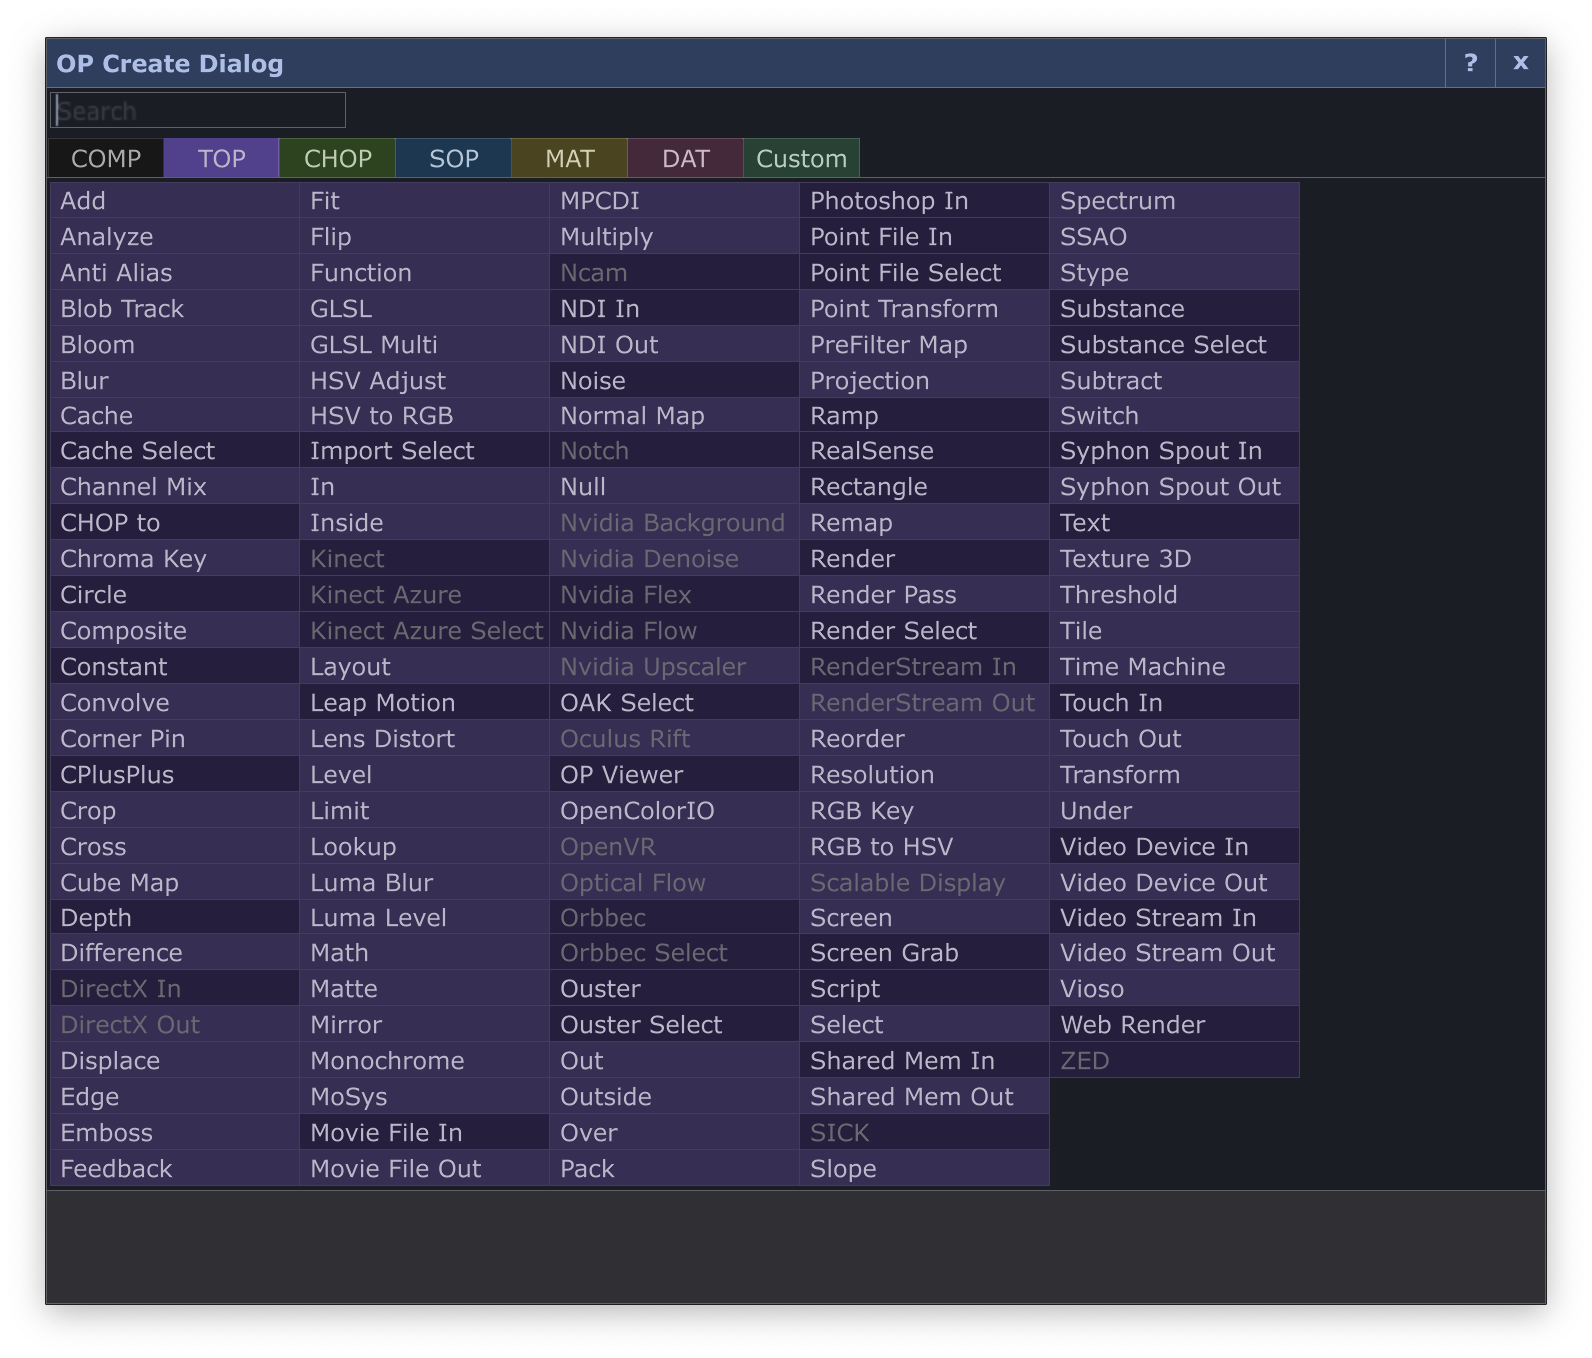 OP Create Dialog ? x
Search
COMP TOP CHOP SOP MAT DAT Custom
Add Fit MPCDI Photoshop In Spectrum
Analyze Flip Multiply Point File In SSAO
Anti Alias Function Ncam Point File Select Stype
Blob Track GLSL NDI In Point Transform Substance
Bloom GLSL Multi NDI Out PreFilter Map Substance Select
Blur HSV Adjust Noise Projection Subtract
Cache HSV to RGB Normal Map Ramp Switch
Cache Select Import Select Notch RealSense Syphon Spout In
Channel Mix In Null Rectangle Syphon Spout Out
CHOP to Inside Nvidia Background Remap Text
Chroma Key Kinect Nvidia Denoise Render Texture 3D
Circle Kinect Azure Nvidia Flex Render Pass Threshold
Composite Kinect Azure Select Nvidia Flow Render Select Tile
Constant Layout Nvidia Upscaler RenderStream In Time Machine
Convolve Leap Motion OAK Select RenderStream Out Touch In
Corner Pin Lens Distort Oculus Rift Reorder Touch Out
CPlusPlus Level OP Viewer Resolution Transform
Crop Limit OpenColorIO RGB Key Under
Cross Lookup OpenVR RGB to HSV Video Device In
Cube Map Luma Blur Optical Flow Scalable Display Video Device Out
Depth Luma Level Orbbec Screen Video Stream In
Difference Math Orbbec Select Screen Grab Video Stream Out
DirectX In Matte Ouster Script Vioso
DirectX Out Mirror Ouster Select Select Web Render
Displace Monochrome Out Shared Mem In ZED
Edge MoSys Outside Shared Mem Out
Emboss Movie File In Over SICK
Feedback Movie File Out Pack Slope